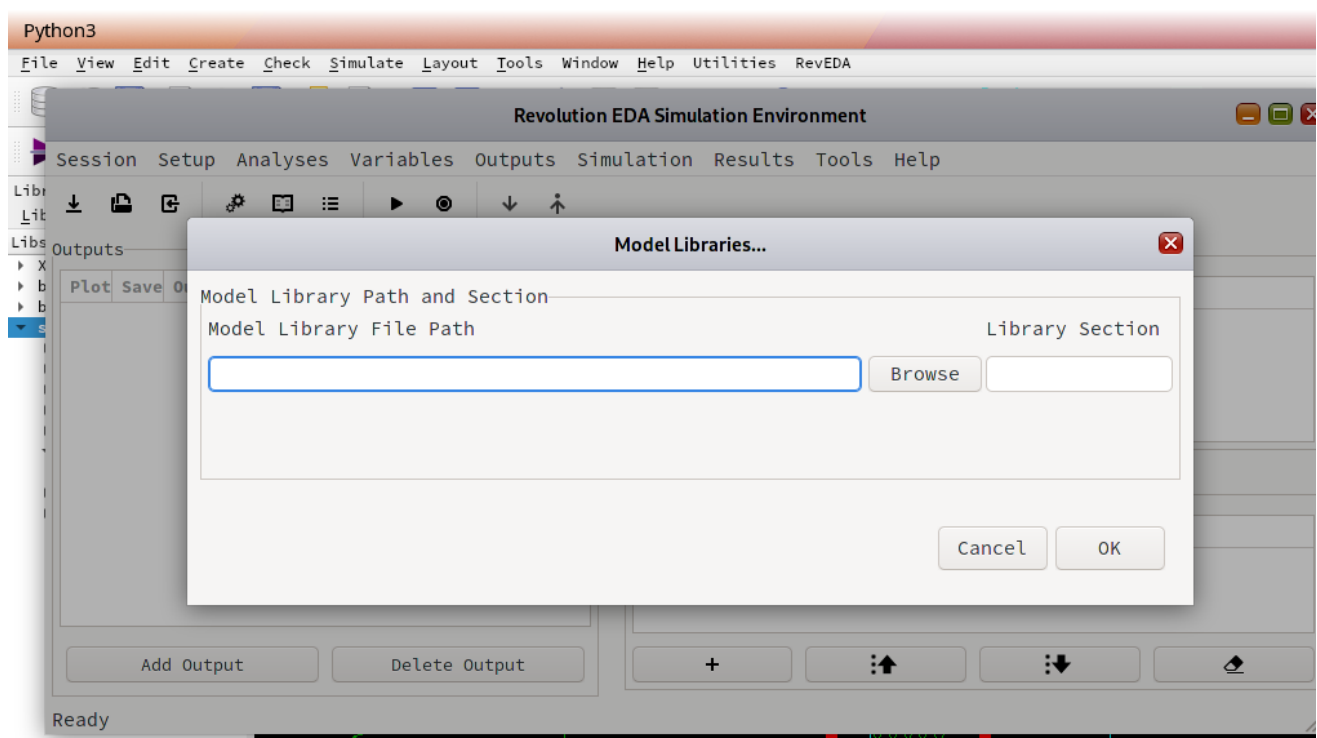 Python3
File View Edit Create Check Simulate Layout Tools Window Help Utilities RevEDA
Revolution EDA Simulation Environment
Session Setup Analyses Variables Outputs Simulation Results Tools Help
Outputs
Plot Save
Model Libraries...
Model Library Path and Section
Model Library File Path Library Section
Browse
Cancel OK
Add Output Delete Output +
Ready